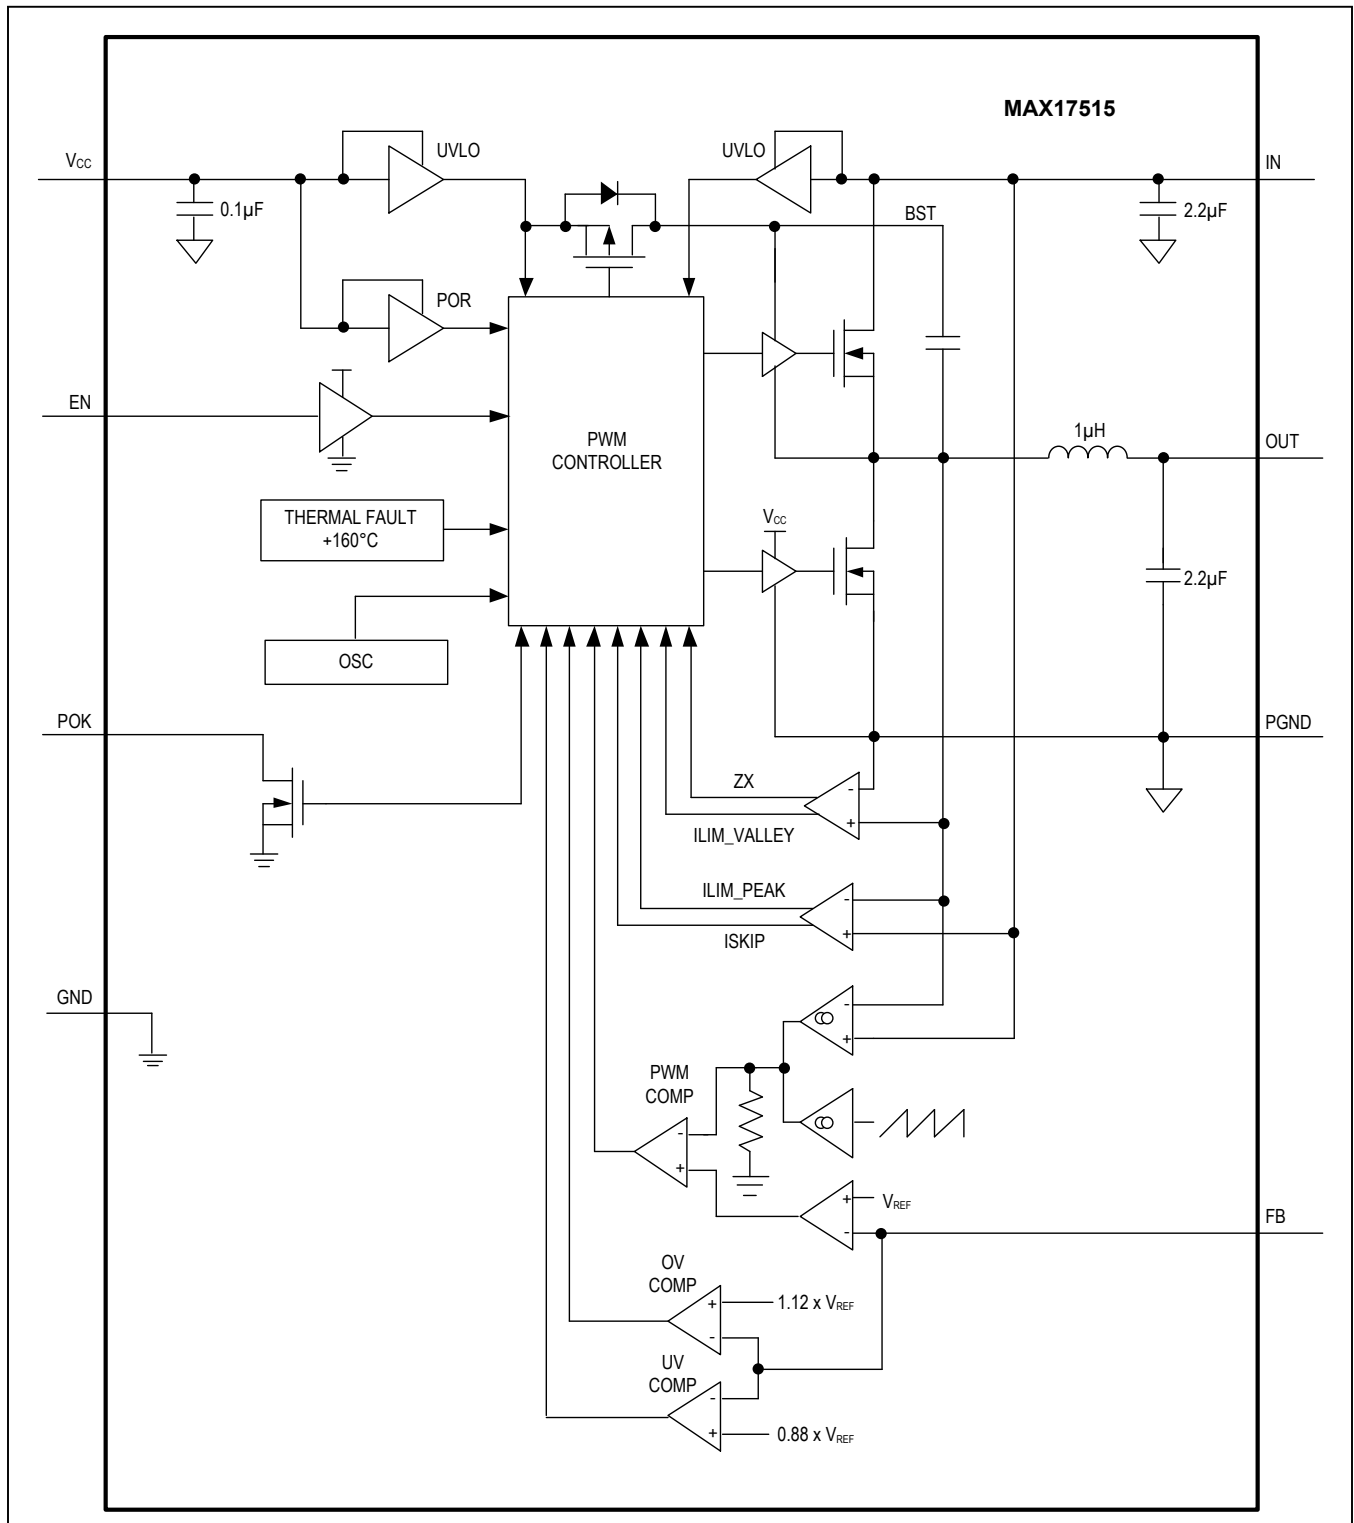 MAX17515
VCC
UVLO
UVLO
IN
0.1µF
BST
2.2µF
POR
EN
PWM
CONTROLLER
1µH
OUT
THERMAL FAULT
+160°C
VCC
2.2µF
OSC
POK
PGND
ZX
-
+
ILIM_VALLEY
ILIM_PEAK
-
+
ISKIP
GND
-
+
PWM
COMP
-
+
+
VREF
-
FB
OV
COMP
+
1.12 x VREF
-
UV
COMP
-
+
0.88 x VREF